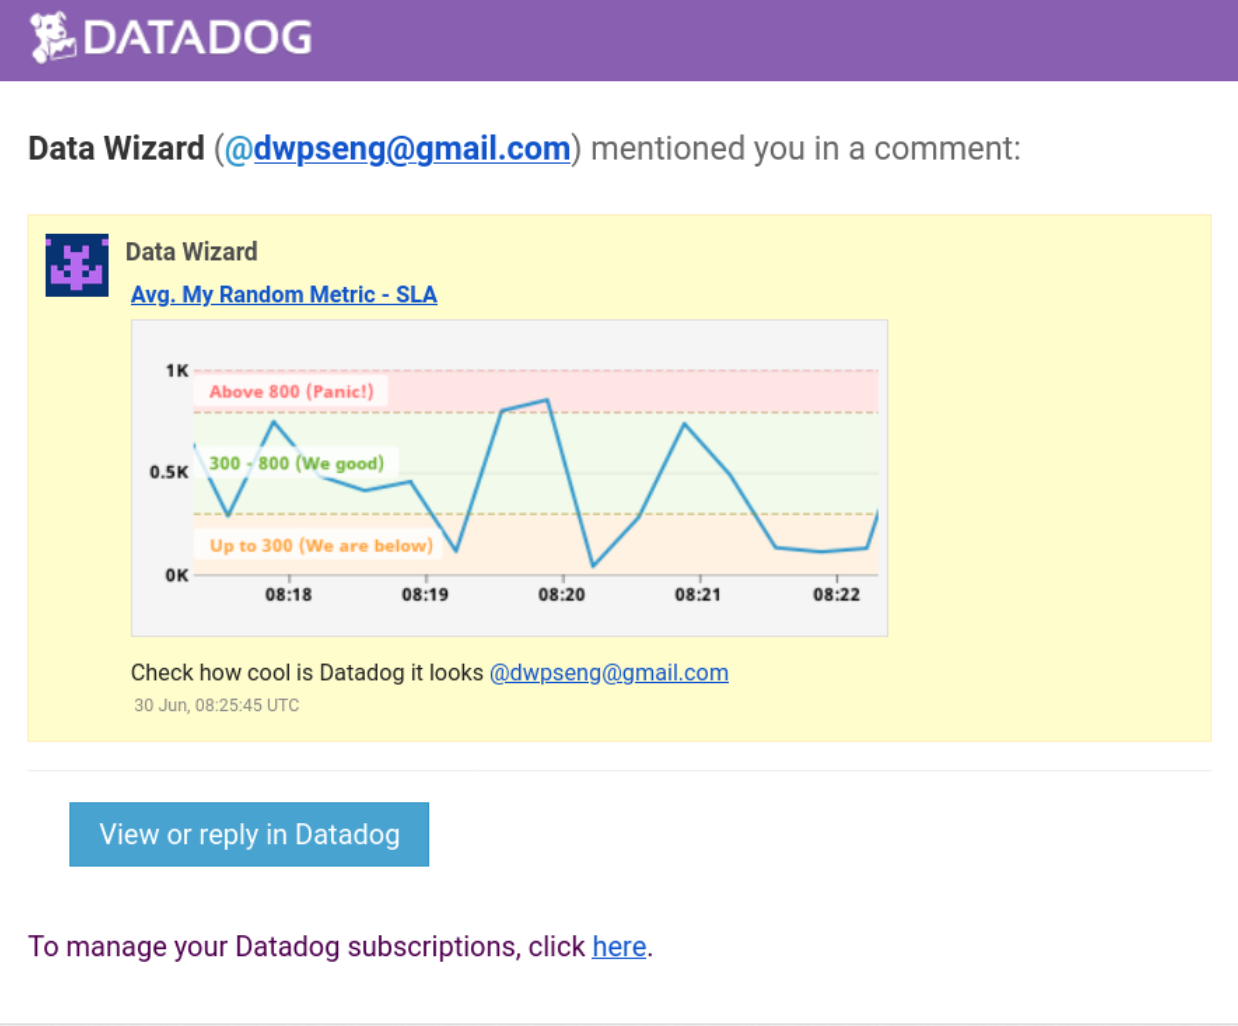 DATADOG
Data Wizard (@dwpseng@gmail.com) mentioned you in a comment:
Data Wizard
Avg. My Random Metric - SLA
1K
Above 800 (Panic!)
300 - 800 (We good)
0.5K
Up to 300 (We are below)
0K
08:18 08:19 08:20 08:21 08:22
Check how cool is Datadog it looks @dwpseng@gmail.com
30 Jun, 08:25:45 UTC
View or reply in Datadog
To manage your Datadog subscriptions, click here.